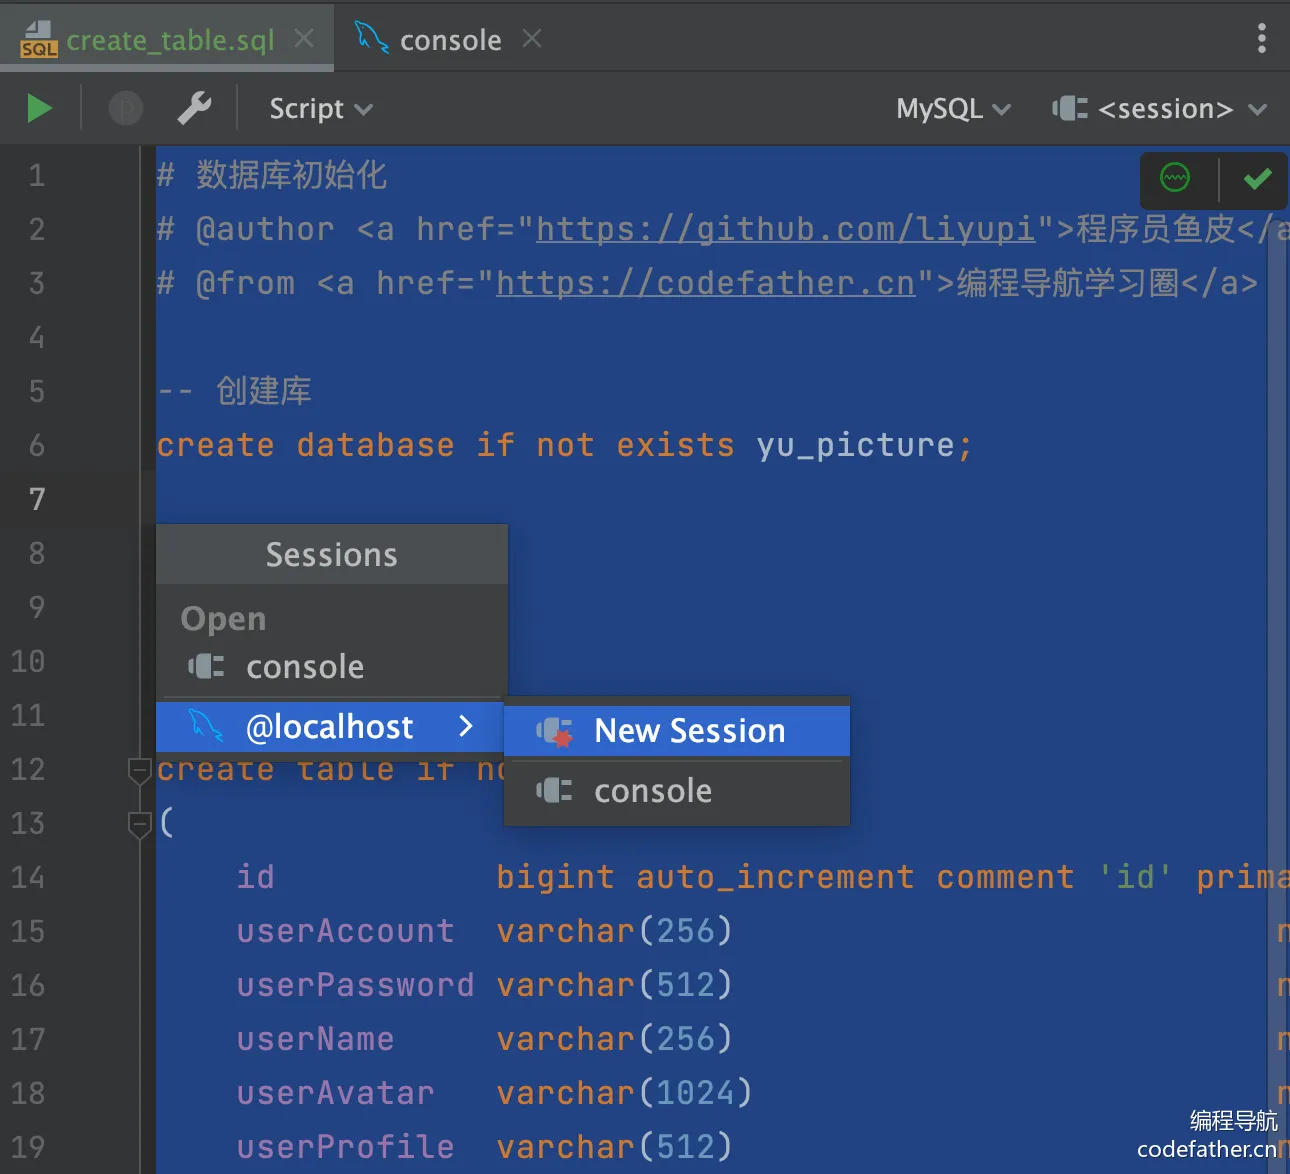 create_table.sql console
Script MySQL <session>
1 # 数据库初始化
2 # @author <a href="https://github.com/liyupi">程序员鱼皮</a
3 # @from <a href="https://codefather.cn">编程导航学习圈</a>
4
5 -- 创建库
6 create database if not exists yu_picture;
7
8
9
10
11
Sessions
Open
console
@localhost
New Session
console
12 create table if no
13 (
14 id bigint auto_increment comment 'id' prima
15 userAccount varchar(256) n
16 userPassword varchar(512) n
17 userName varchar(256) n
18 userAvatar varchar(1024) n
19 userProfile varchar(512) n
编程导航
codefather.cn